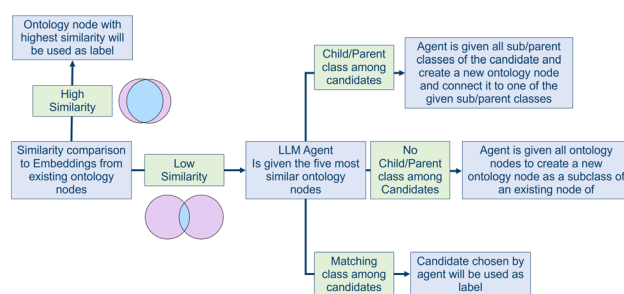 Ontology node with
highest similarity will
be used as label
High
Similarity
Similarity comparison
to Embeddings from
existing ontology
nodes
Low
Similarity
LLM Agent
Is given the five most
similar ontology
nodes
Child/Parent
class among
candidates
Agent is given all sub/parent
classes of the candidate and
create a new ontology node
and connect it to one of the
given sub/parent classes
No
Child/Parent
class among
Candidates
Agent is given all ontology
nodes to create a new
ontology node as a subclass of
an existing node of
Matching
class among
candidates
Candidate chosen by
agent will be used as
label